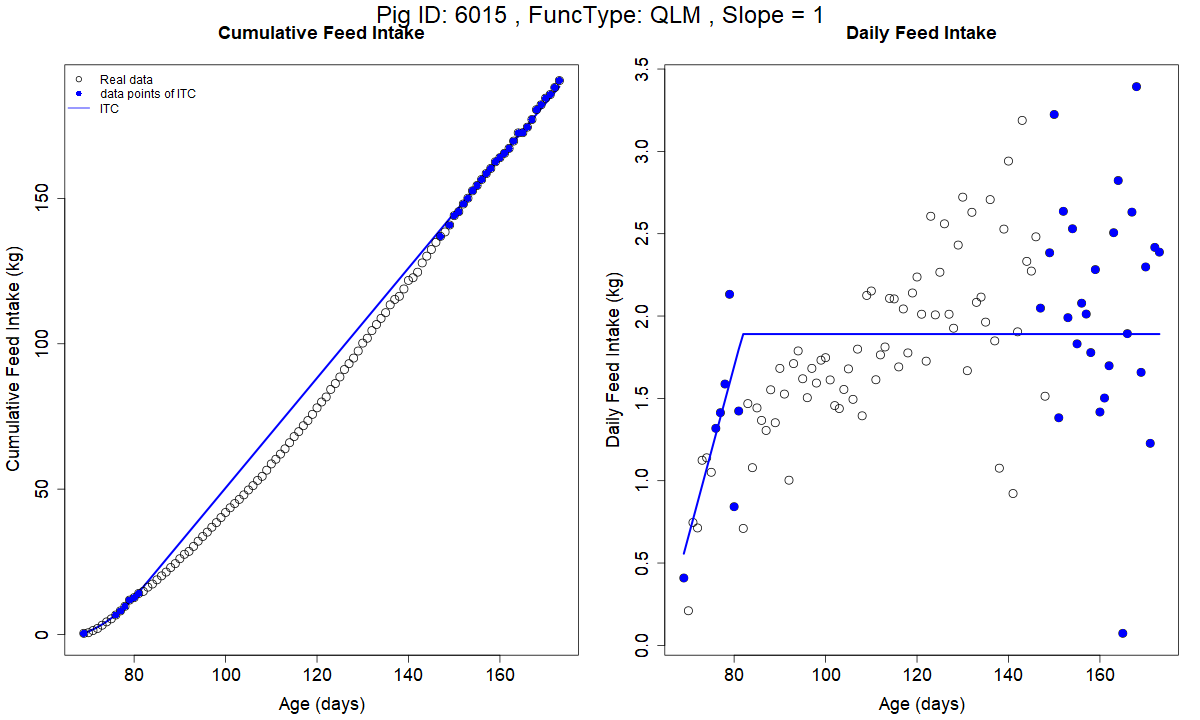 Pig ID: 6015 , FuncType: QLM , Slope = 1
Cumulative Feed Intake
Real data
data points of ITC
ITC
Cumulative Feed Intake (kg)
0
50
100
150
80
100
120
140
160
Age (days)
Daily Feed Intake
Daily Feed Intake (kg)
0.0
0.5
1.0
1.5
2.0
2.5
3.0
3.5
80
100
120
140
160
Age (days)